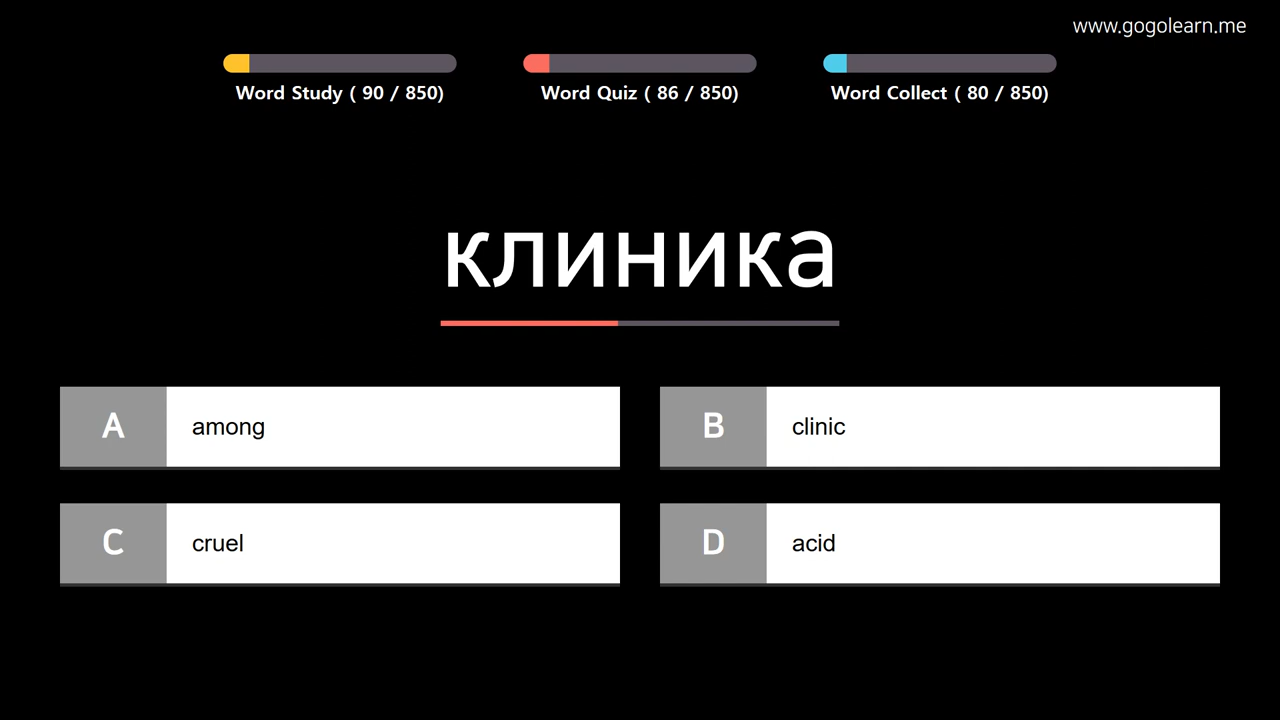 www.gogolearn.me
Word Study ( 90 / 850)
Word Quiz ( 86 / 850)
Word Collect ( 80 / 850)
клиника
A among
B clinic
C cruel
D acid